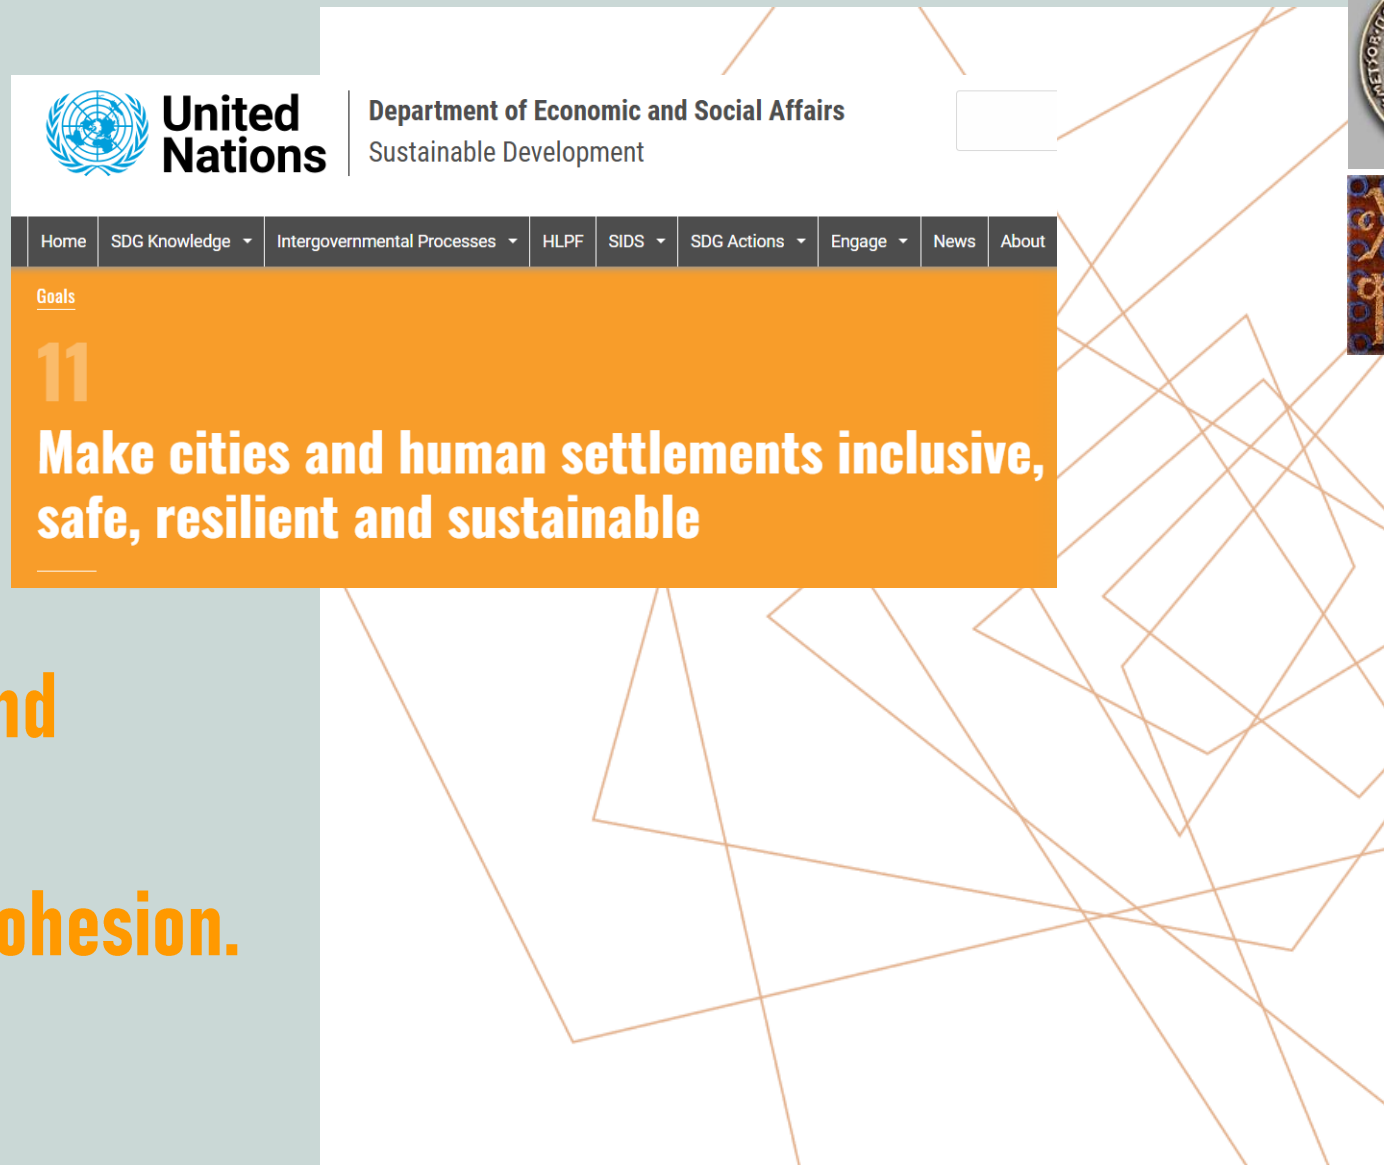 United
Nations
Department of Economic and Social Affairs
Sustainable Development
Home SDG Knowledge Intergovernmental Processes HLPF SIDS SDG Actions Engage News About
Goals
11
Make cities and human settlements inclusive,
safe, resilient and sustainable
nd
ohesion.